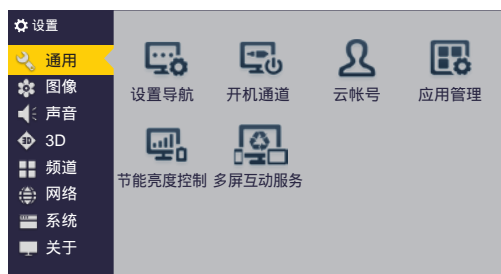 设置
通用
图像
声音
3D
频道
网络
系统
关于
设置导航 开机通道 云帐号 应用管理
节能亮度控制 多屏互动服务